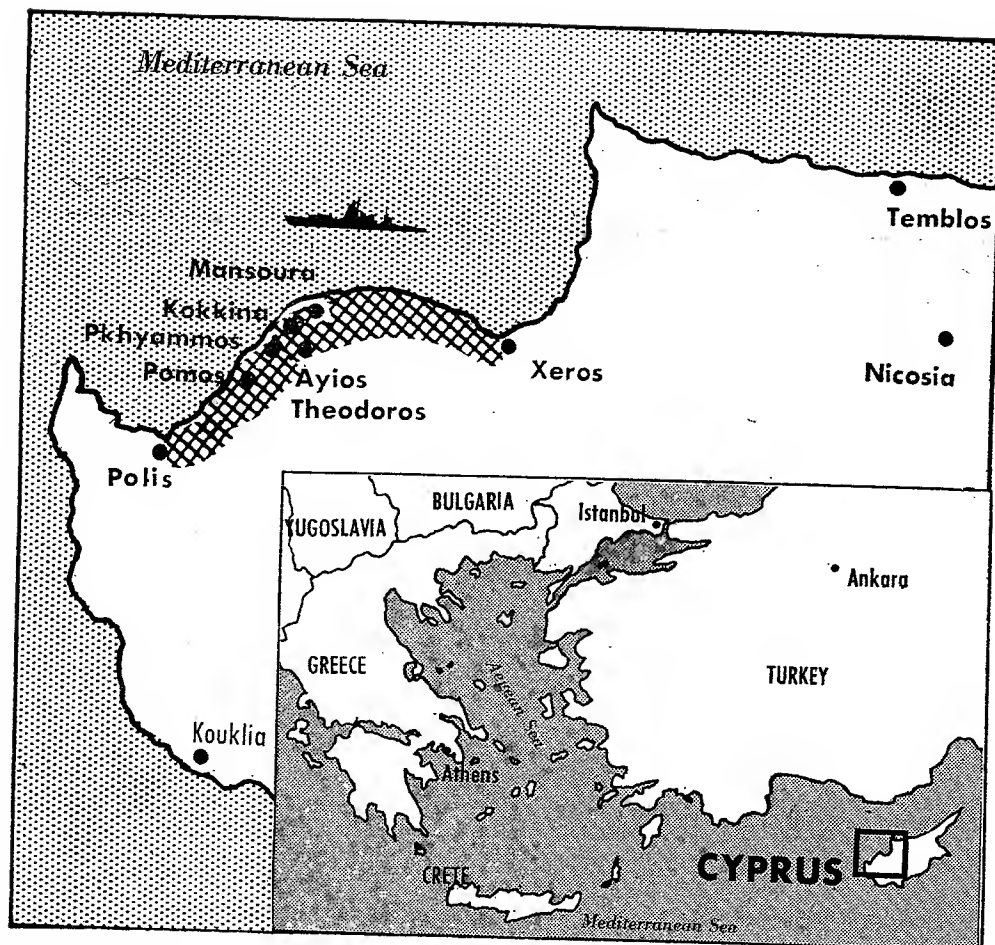 Mediterranean Sea
Temblos
Mansoura
Kokkina
Pkhyammos
Pomos
Ayios
Theodoros
Xeros
Nicosia
Polis
Kouklia
BULGARIA
Istanbul
YUGOSLAVIA
Ankara
GREECE
Aegean Sea
TURKEY
Athens
CYPRUS
CRETE
Mediterranean Sea